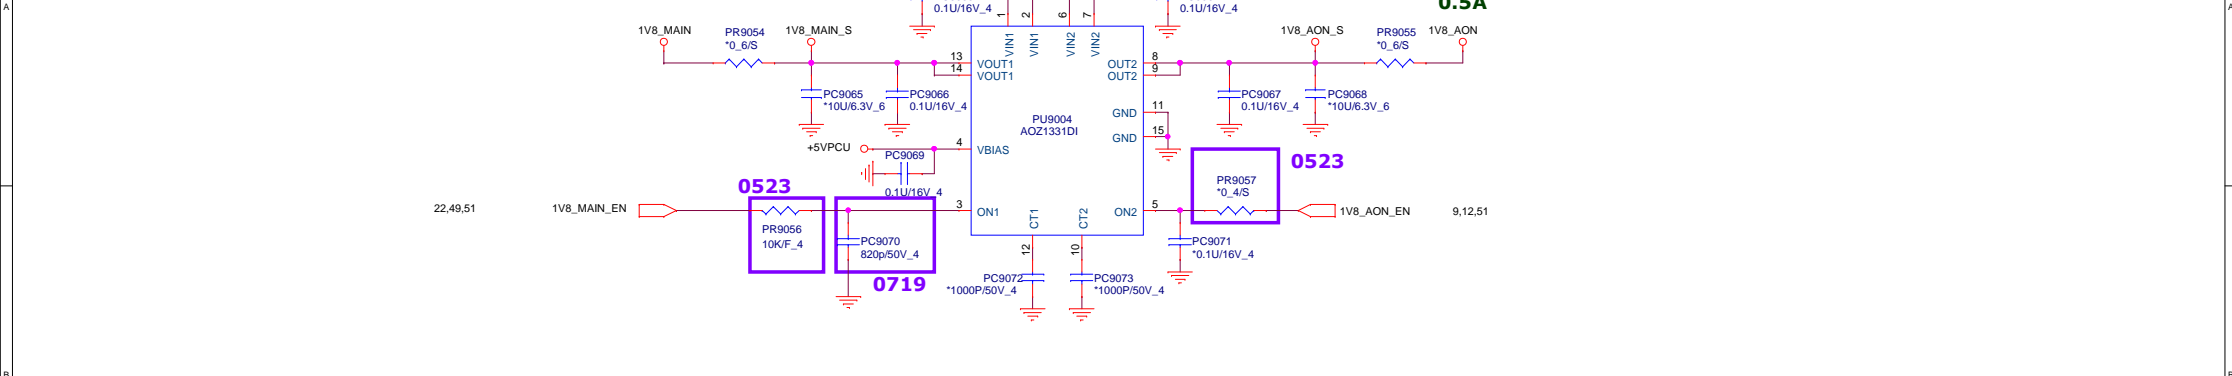 A
0.1U/16V_4
0.1U/16V_4
0.5A
A
1 2 6 7
VIN1 VIN1 VIN2 VIN2
1V8_MAIN
PR9054
*0_6/S
1V8_MAIN_S
1V8_AON_S
PR9055
*0_6/S
1V8_AON
13 VOUT1
14 VOUT1
OUT2 8
OUT2 9
PC9065
*10U/6.3V_6
PC9066
0.1U/16V_4
PC9067
0.1U/16V_4
PC9068
*10U/6.3V_6
GND 11
GND 15
PU9004
AOZ1331DI
+5VPCU
4 VBIAS
PC9069
0.1U/16V_4
0523
0523
PR9057
*0_4/S
22,49,51
1V8_MAIN_EN
3 ON1
ON2 5
1V8_AON_EN
9,12,51
PR9056
10K/F_4
PC9070
820p/50V_4
CT1 CT2
12 10
PC9071
*0.1U/16V_4
0719
PC9072
*1000P/50V_4
PC9073
*1000P/50V_4
B